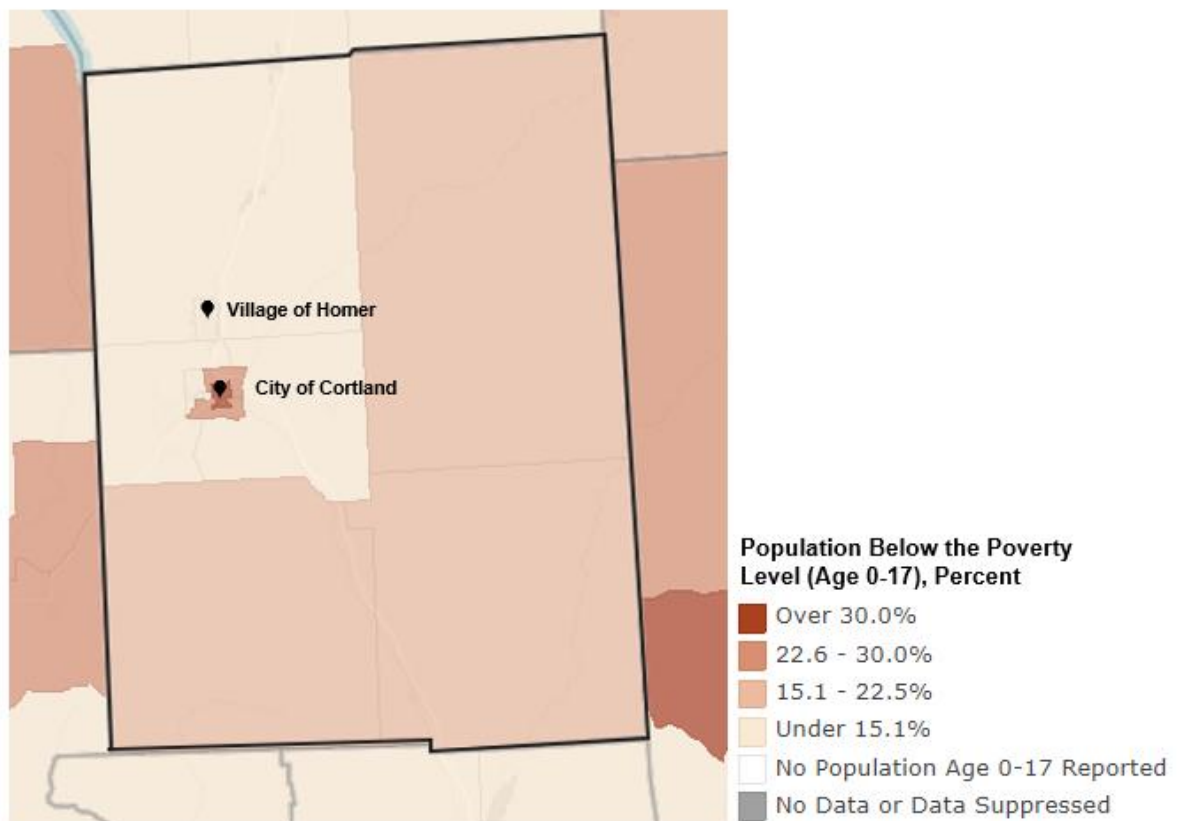 Village of Homer
City of Cortland
Population Below the Poverty
Level (Age 0-17), Percent
Over 30.0%
22.6 - 30.0%
15.1 - 22.5%
Under 15.1%
No Population Age 0-17 Reported
No Data or Data Suppressed